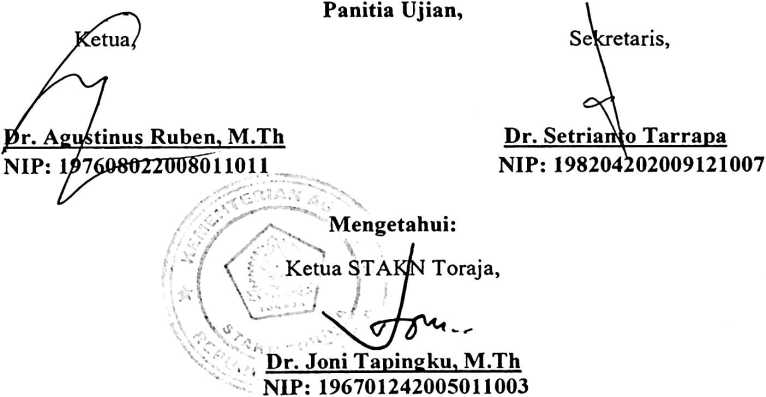 Panitia Ujian,
Ketua, Sekretaris,
Dr. Agustinus Ruben, M.Th Dr. Setrianto Tarrapa
NIP: 197608022008011011 NIP: 198204202009121007
KEMENTERIAN
Mengetahui:
Ketua STAKN Toraja,
Dr. Joni Tapingku, M.Th
NIP: 196701242005011003